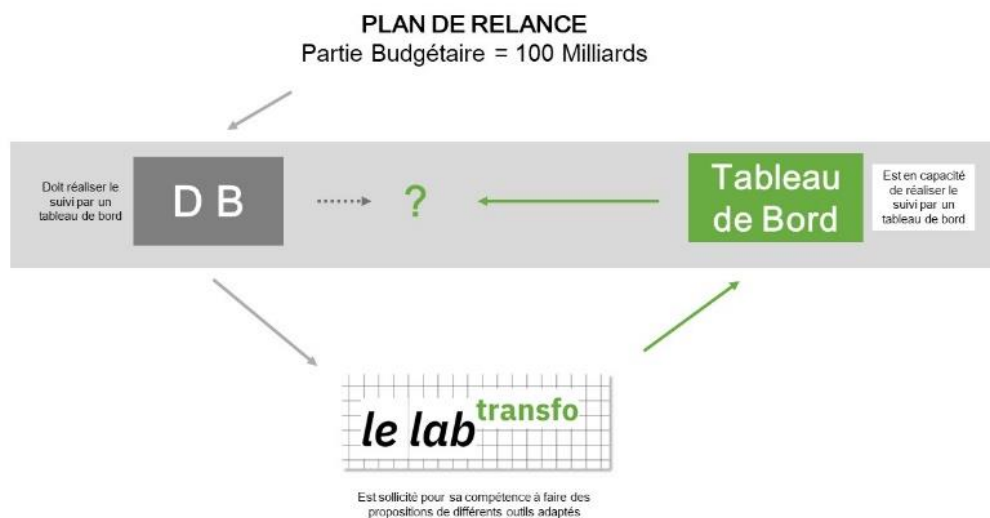 PLAN DE RELANCE
Partie Budgétaire = 100 Milliards
Doit réaliser le
suivi par un
tableau de bord
D B
?
Tableau
de Bord
Est en capacité
de réaliser le
suivi par un
tableau de bord
le lab transfo
Est sollicité pour sa compétence à faire des
propositions de différents outils adaptés